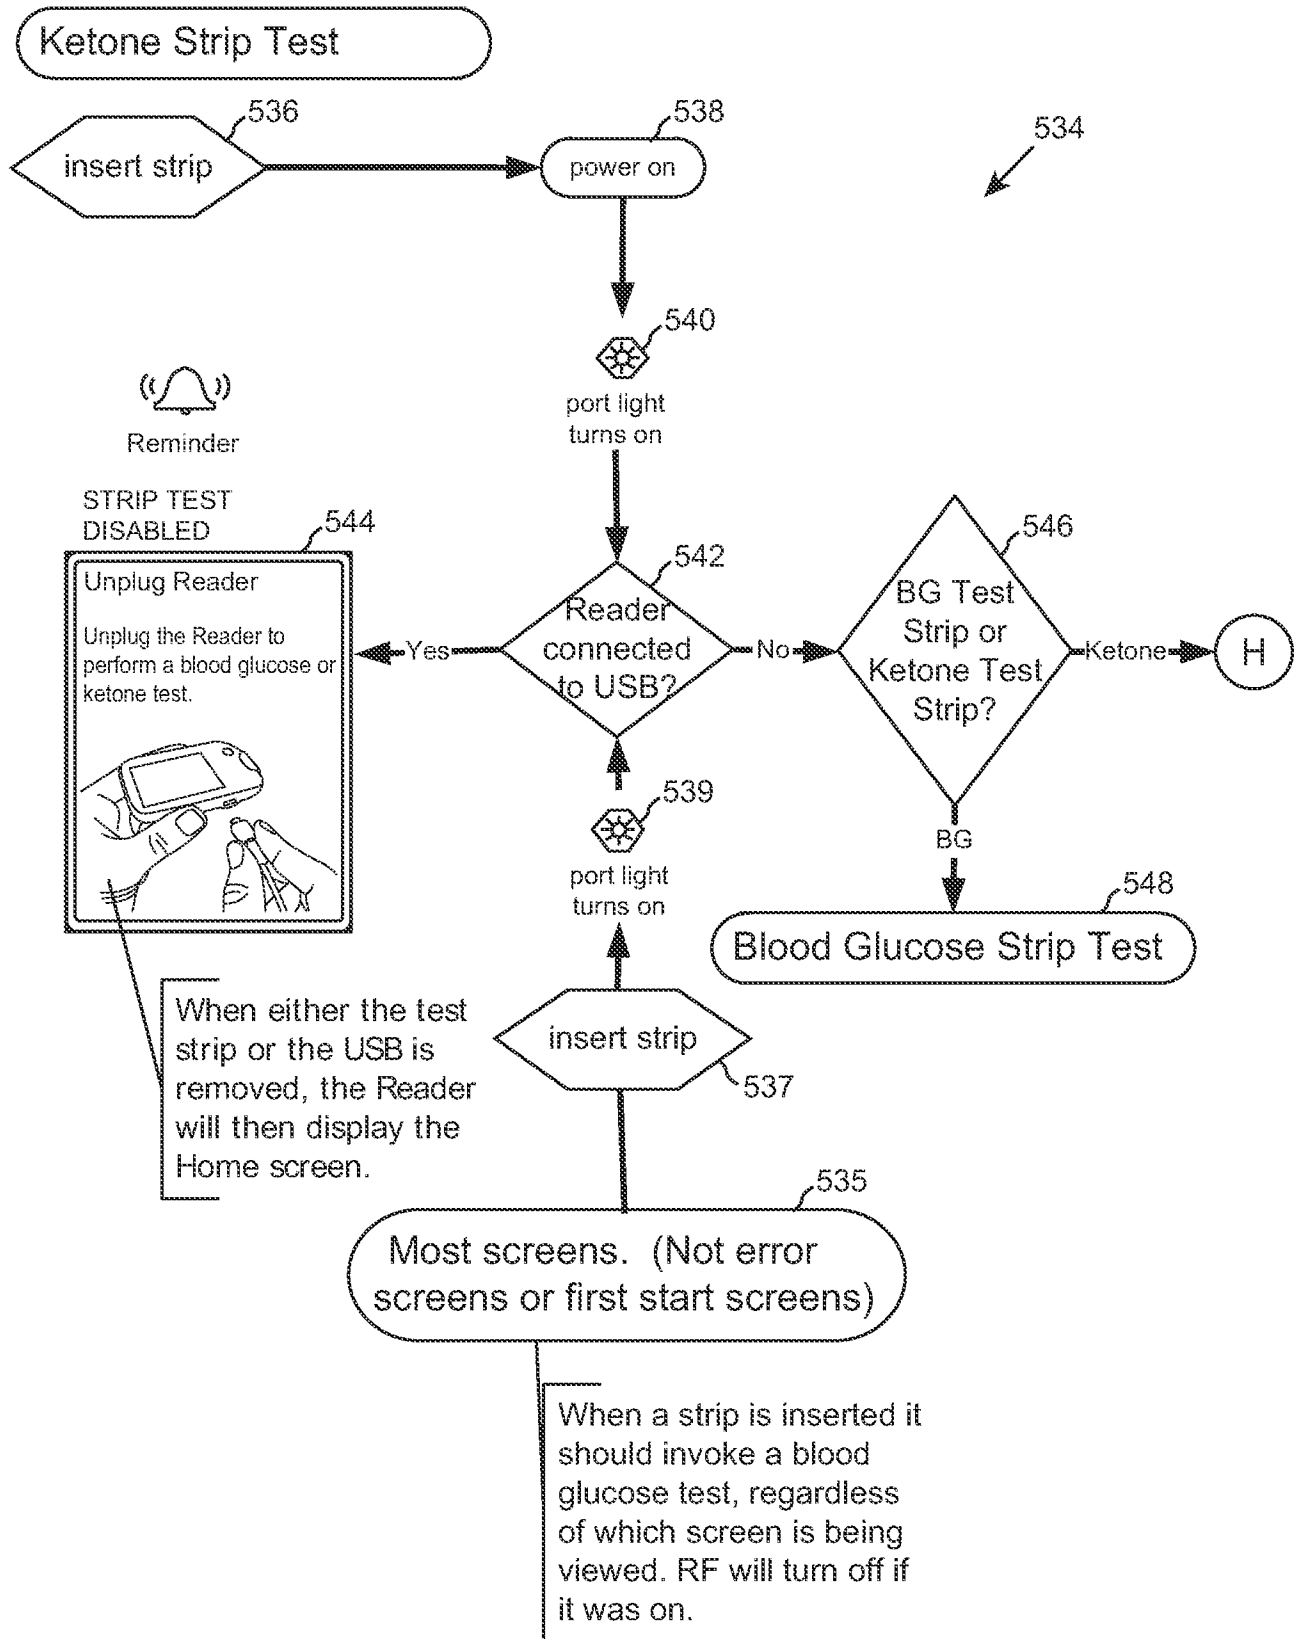 Ketone Strip Test
536
insert strip
538
power on
534
540
port light
turns on
Reminder
STRIP TEST
DISABLED
544
Unplug Reader
Unplug the Reader to
perform a blood glucose or
ketone test.
542
Reader
connected
to USB?
Yes
No
546
BG Test
Strip or
Ketone Test
Strip?
Ketone
H
BG
548
Blood Glucose Strip Test
539
port light
turns on
insert strip
537
When either the test
strip or the USB is
removed, the Reader
will then display the
Home screen.
535
Most screens. (Not error
screens or first start screens)
When a strip is inserted it
should invoke a blood
glucose test, regardless
of which screen is being
viewed. RF will turn off if
it was on.